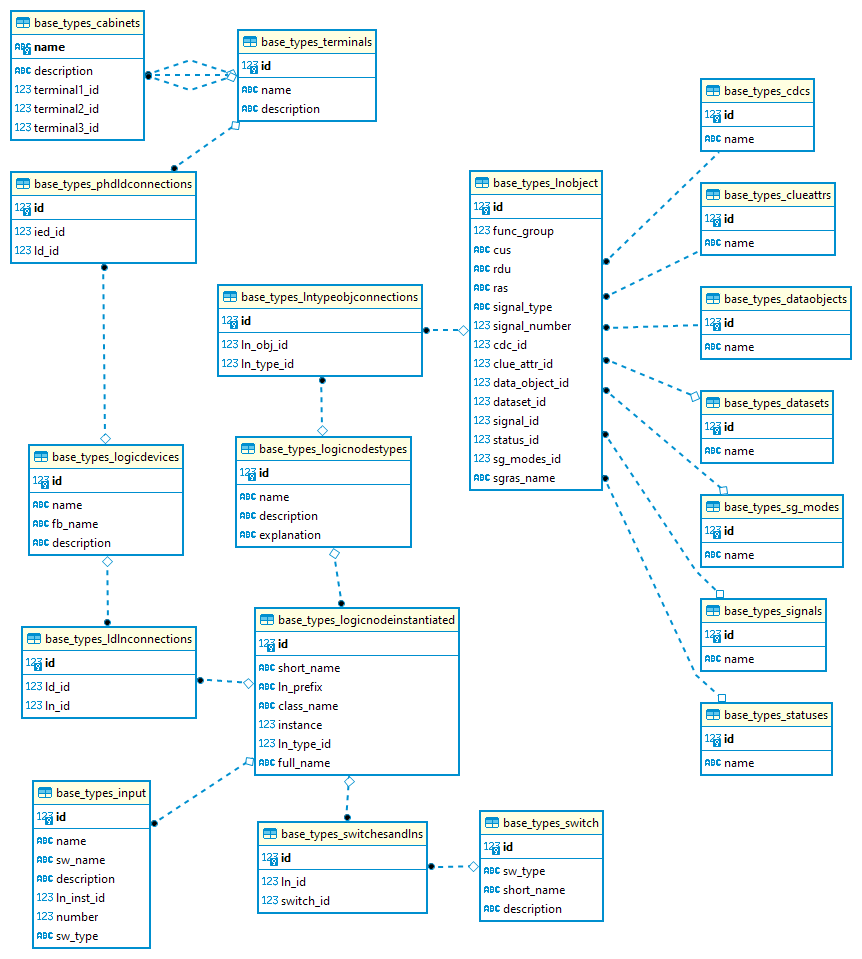 base_types_cabinets
ABC name
ABC description
123 terminal1_id
123 terminal2_id
123 terminal3_id
base_types_terminals
123 id
ABC name
ABC description
base_types_phdldconnections
123 id
123 ied_id
123 ld_id
base_types_lntypeobjconnections
123 id
123 ln_obj_id
123 ln_type_id
base_types_lnobject
123 id
123 func_group
ABC cus
ABC rdu
ABC ras
ABC signal_type
123 signal_number
123 cdc_id
123 clue_attr_id
123 data_object_id
123 dataset_id
123 signal_id
123 status_id
123 sg_modes_id
ABC sgras_name
base_types_cdcs
123 id
ABC name
base_types_clueattrs
123 id
ABC name
base_types_dataobjects
123 id
ABC name
base_types_datasets
123 id
ABC name
base_types_sg_modes
123 id
ABC name
base_types_signals
123 id
ABC name
base_types_statuses
123 id
ABC name
base_types_logicdevices
123 id
ABC name
ABC fb_name
ABC description
base_types_logicnodestypes
123 id
ABC name
ABC description
ABC explanation
base_types_ldlnconnections
123 id
123 ld_id
123 ln_id
base_types_logicnodeinstantiated
123 id
ABC short_name
ABC ln_prefix
ABC class_name
123 instance
123 ln_type_id
ABC full_name
base_types_input
123 id
ABC name
ABC sw_name
ABC description
123 ln_inst_id
123 number
ABC sw_type
base_types_switchesandlns
123 id
123 ln_id
123 switch_id
base_types_switch
123 id
ABC sw_type
ABC short_name
ABC description